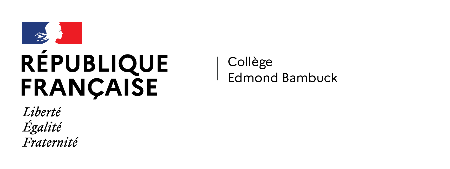 RÉPUBLIQUE
FRANÇAISE
Liberté
Égalité
Fraternité
Collège
Edmond Bambuck